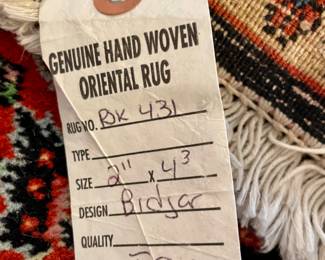 GENUINE HAND WOVEN
ORIENTAL RUG
RUG NO. BK 431
TYPE
SIZE 2" x 4³
DESIGN Bidjar
QUALITY